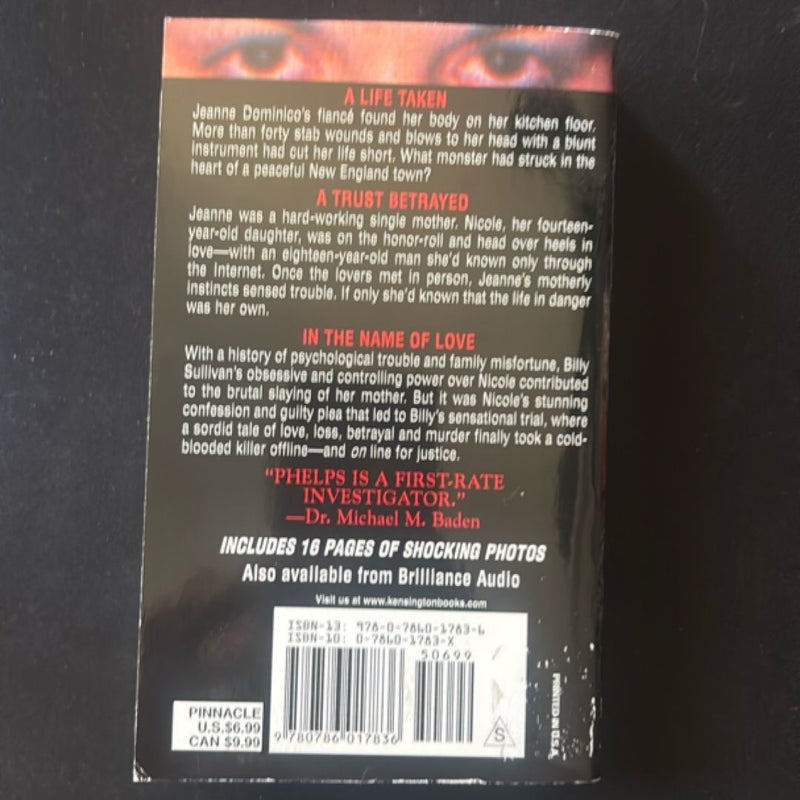 A LIFE TAKEN
Jeanne Dominico's fiancé found her body on her kitchen floor.
More than forty stab wounds and blows to her head with a blunt
instrument had cut her life short. What monster had struck in the
heart of a peaceful New England town?
A TRUST BETRAYED
Jeanne was a hard-working single mother. Nicole, her fourteen-
year-old daughter, was on the honor-roll and head over heels in
love—with an eighteen-year-old man she'd known only through
the Internet. Once the lovers met in person, Jeanne's motherly
instincts sensed trouble. If only she'd known that the life in danger
was her own.
IN THE NAME OF LOVE
With a history of psychological trouble and family misfortune, Billy
Sullivan's obsessive and controlling power over Nicole contributed
to the brutal slaying of her mother. But it was Nicole's stunning
confession and guilty plea that led to Billy's sensational trial, where
a sordid tale of love, loss, betrayal and murder finally took a cold-
blooded killer offline—and on line for justice.
"PHELPS IS A FIRST-RATE
INVESTIGATOR."
—Dr. Michael M. Baden
INCLUDES 16 PAGES OF SHOCKING PHOTOS
Also available from Brilliance Audio
Visit us at www.kensingtonbooks.com
ISBN-13: 978-0-7860-1783-6
ISBN-10: 0-7860-1783-X
50699
PINNACLE
U.S.$6.99
CAN $9.99
9 780786 017836
S
PRINTED IN U.S.A.